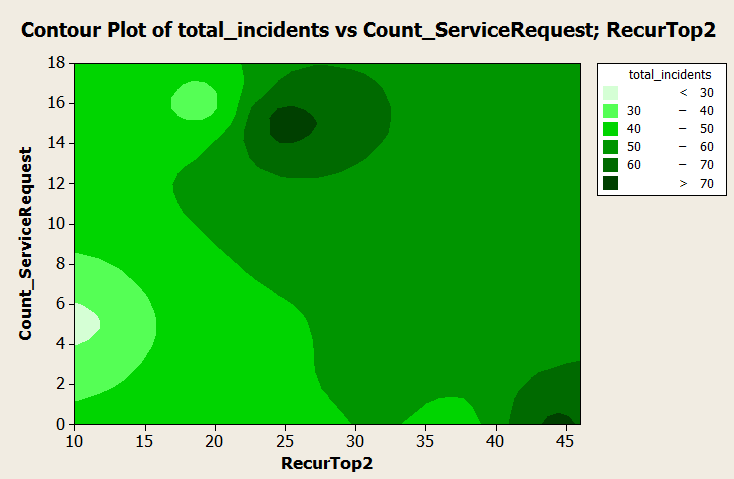 Contour Plot of total_incidents vs Count_ServiceRequest; RecurTop2
total_incidents
< 30
30 – 40
40 – 50
50 – 60
60 – 70
> 70
Count_ServiceRequest
18
16
14
12
10
8
6
4
2
0
10 15 20 25 30 35 40 45
RecurTop2